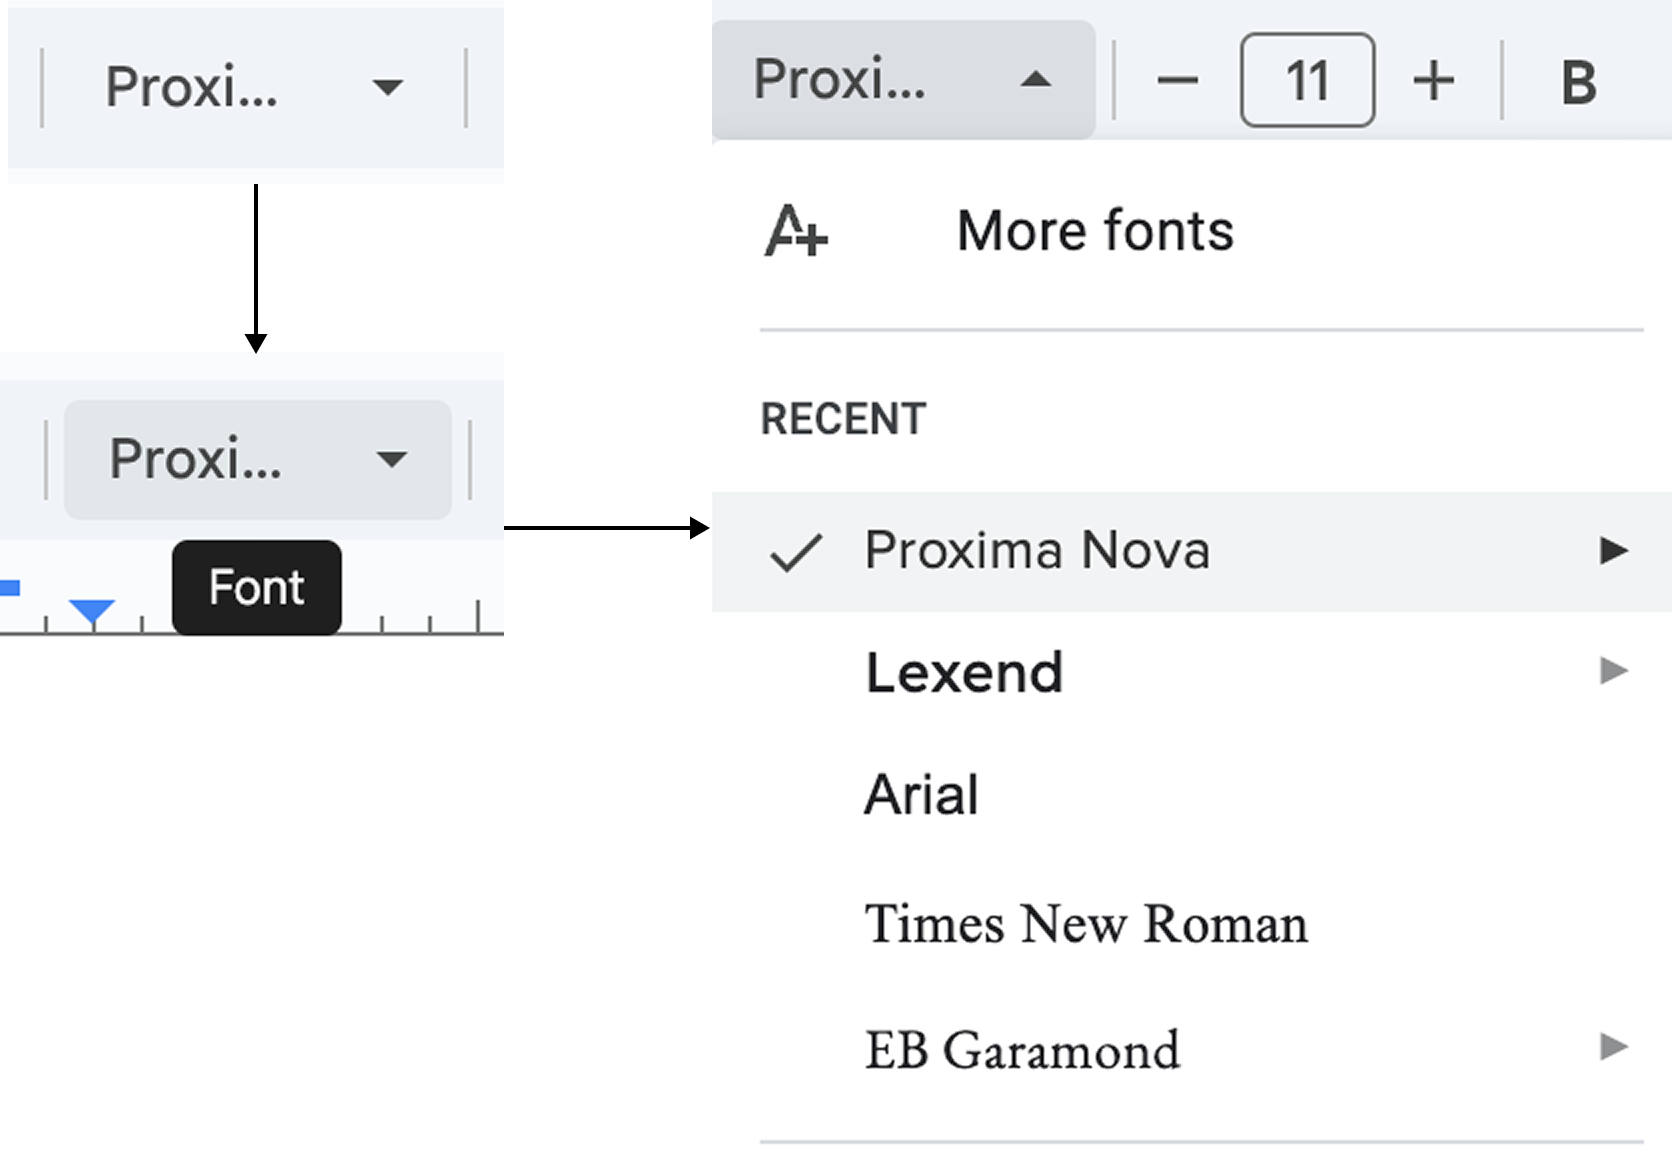 Proxi...
Proxi...
Font
Proxi...
11
B
More fonts
RECENT
Proxima Nova
Lexend
Arial
Times New Roman
EB Garamond